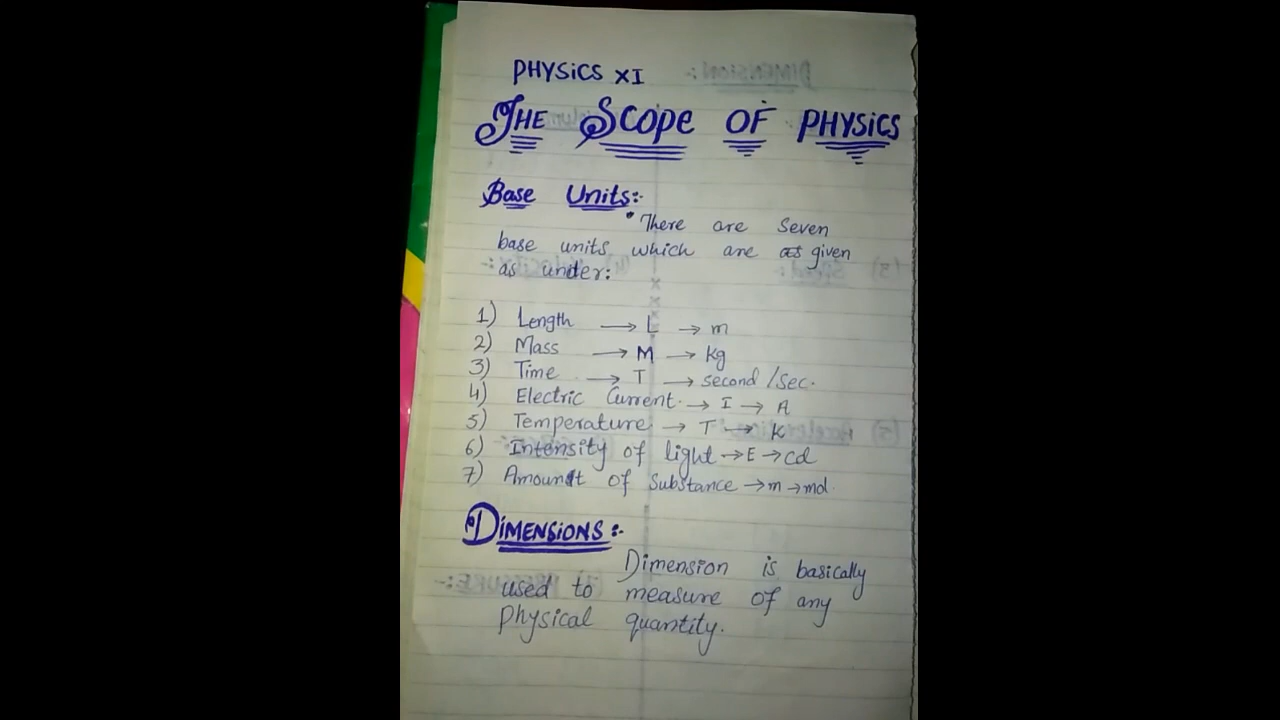 PHYSICS XI
THE SCOPE OF PHYSICS
Base Units:-
There are seven
base units which are as given
as under:
1) Length → L → m
2) Mass → M → kg
3) Time → T → second/sec.
4) Electric Current → I → A
5) Temperature → T → K
6) Intensity of light → E → cd
7) Amount of Substance → m → mol.
DIMENSIONS:-
Dimension is basically
used to measure of any
physical quantity.